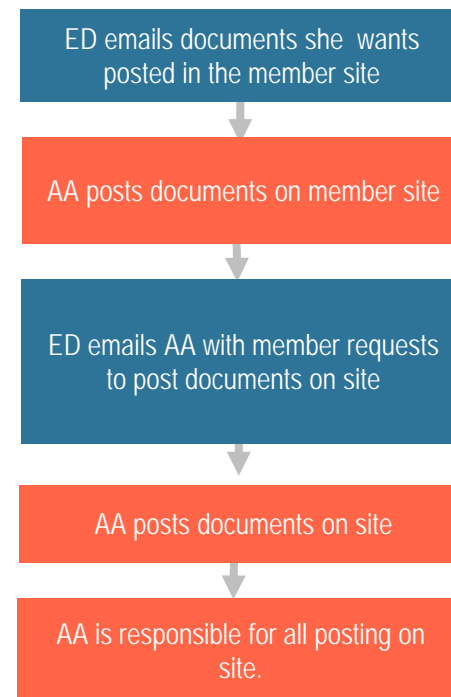 ED emails documents she wants
posted in the member site
AA posts documents on member site
ED emails AA with member requests
to post documents on site
AA posts documents on site
AA is responsible for all posting on
site.